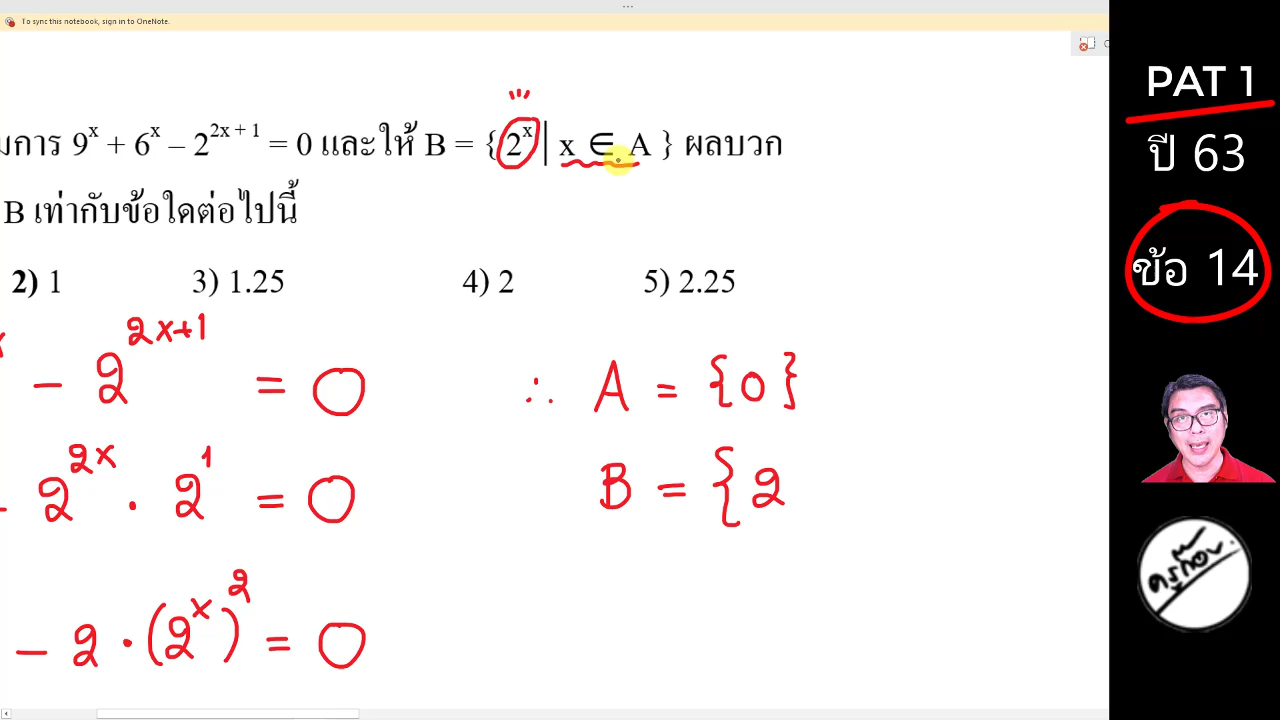 To sync this notebook, sign in to OneNote.
มการ 9^x + 6^x – 2^{2x + 1} = 0 และให้ B = { 2^x | x ∈ A } ผลบวก
B เท่ากับข้อใดต่อไปนี้
2) 1 3) 1.25 4) 2 5) 2.25
x - 2^{2x+1} = 0
- 2^{2x} · 2^1 = 0
- 2 · (2^x)^2 = 0
∴ A = {0}
B = {2
PAT 1
ปี 63
ข้อ 14
ครูก๊อบ